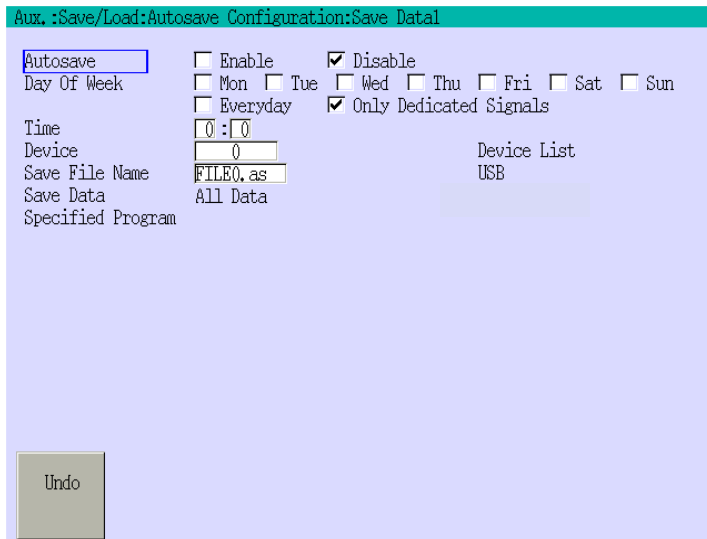 Aux.:Save/Load:Autosave Configuration:Save Data1
Autosave Enable Disable
Day Of Week Mon Tue Wed Thu Fri Sat Sun
Everyday Only Dedicated Signals
Time 0 : 0
Device 0 Device List
Save File Name FILE0.as USB
Save Data All Data
Specified Program
Undo